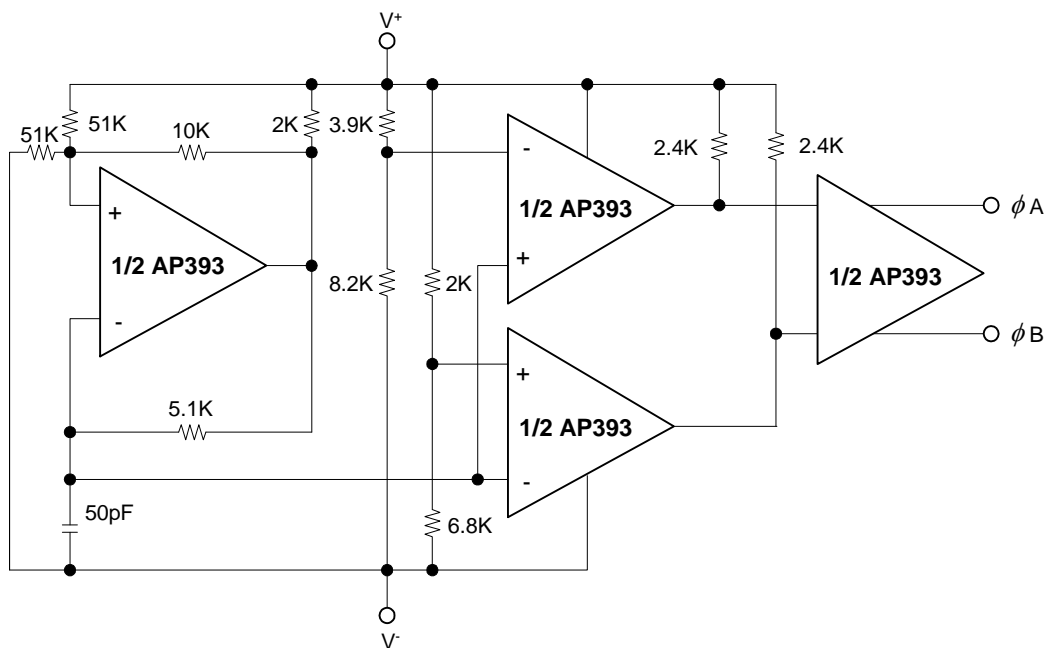 V+
51K
51K
10K
2K
3.9K
-
+
1/2 AP393
2.4K
2.4K
+
-
1/2 AP393
8.2K
2K
1/2 AP393
ϕA
ϕB
5.1K
+
-
1/2 AP393
50pF
6.8K
V-